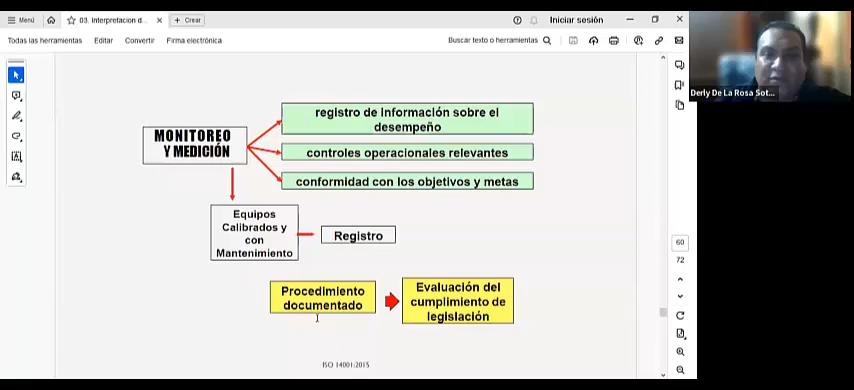 Menú
03. Interpretacion d...
Crear
Iniciar sesión
Todas las herramientas
Editar
Convertir
Firma electrónica
Buscar texto o herramientas
Derly De La Rosa Sot...
MONITOREO
Y MEDICIÓN
registro de información sobre el
desempeño
controles operacionales relevantes
conformidad con los objetivos y metas
Equipos
Calibrados y
con
Mantenimiento
Registro
Procedimiento
documentado
Evaluación del
cumplimiento de
legislación
60
72
ISO 14001:2015